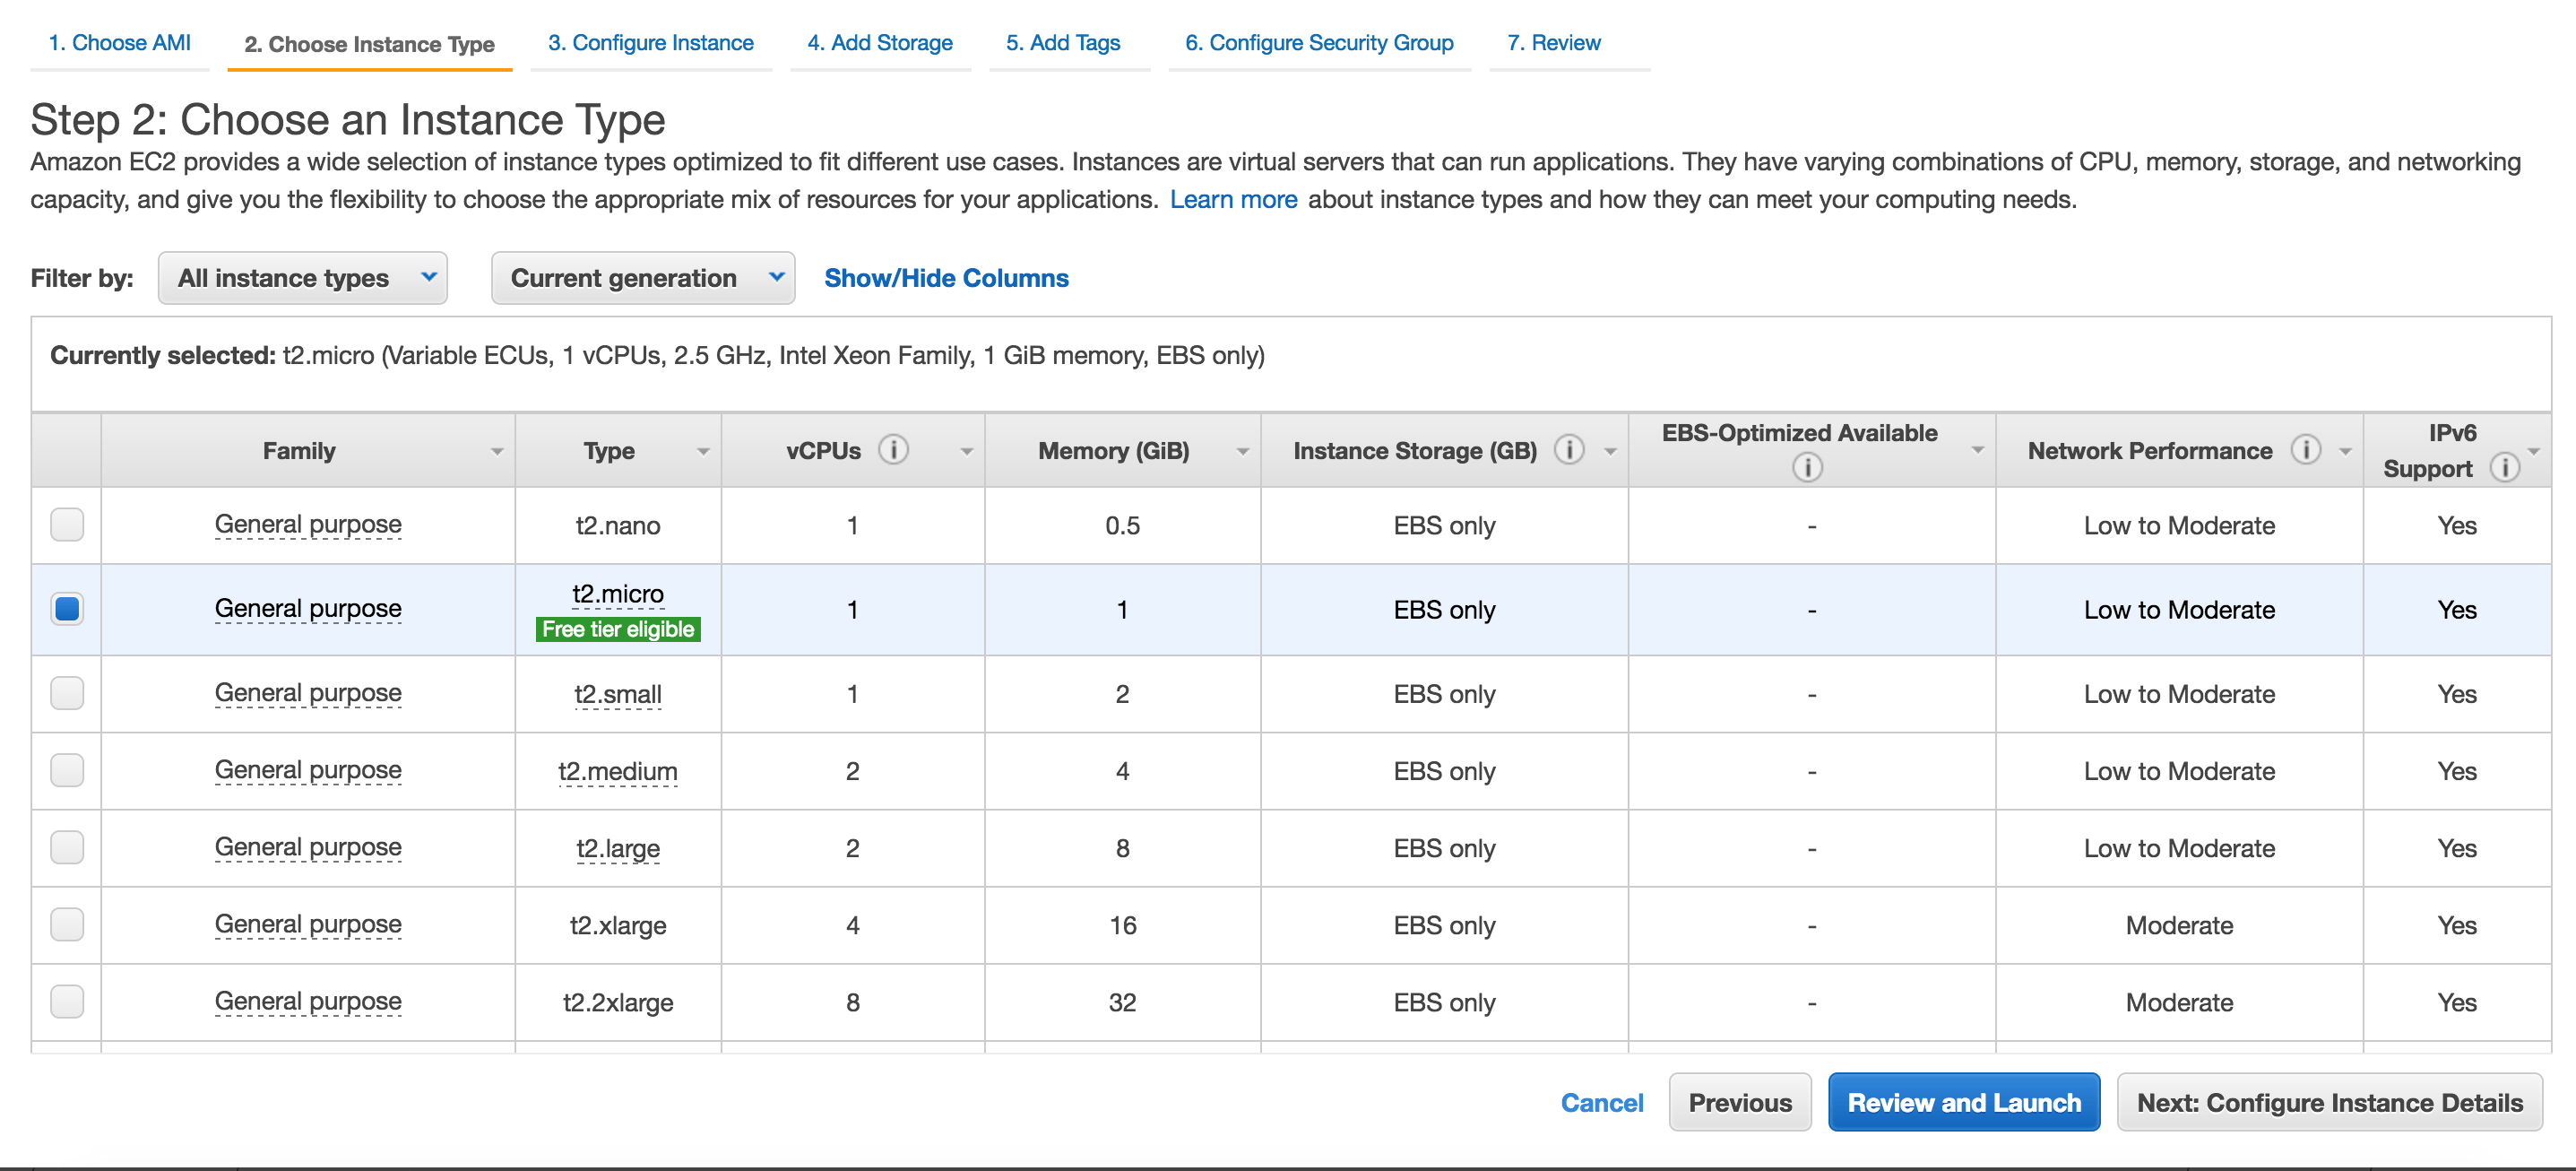 1. Choose AMI 2. Choose Instance Type 3. Configure Instance 4. Add Storage 5. Add Tags 6. Configure Security Group 7. Review
Step 2: Choose an Instance Type
Amazon EC2 provides a wide selection of instance types optimized to fit different use cases. Instances are virtual servers that can run applications. They have varying combinations of CPU, memory, storage, and networking
capacity, and give you the flexibility to choose the appropriate mix of resources for your applications. Learn more about instance types and how they can meet your computing needs.
Filter by: All instance types Current generation Show/Hide Columns
Currently selected: t2.micro (Variable ECUs, 1 vCPUs, 2.5 GHz, Intel Xeon Family, 1 GiB memory, EBS only)
Family Type vCPUs Memory (GiB) Instance Storage (GB) EBS-Optimized Available Network Performance IPv6 Support
General purpose t2.nano 1 0.5 EBS only - Low to Moderate Yes
General purpose t2.micro Free tier eligible 1 1 EBS only - Low to Moderate Yes
General purpose t2.small 1 2 EBS only - Low to Moderate Yes
General purpose t2.medium 2 4 EBS only - Low to Moderate Yes
General purpose t2.large 2 8 EBS only - Low to Moderate Yes
General purpose t2.xlarge 4 16 EBS only - Moderate Yes
General purpose t2.2xlarge 8 32 EBS only - Moderate Yes
Cancel Previous Review and Launch Next: Configure Instance Details